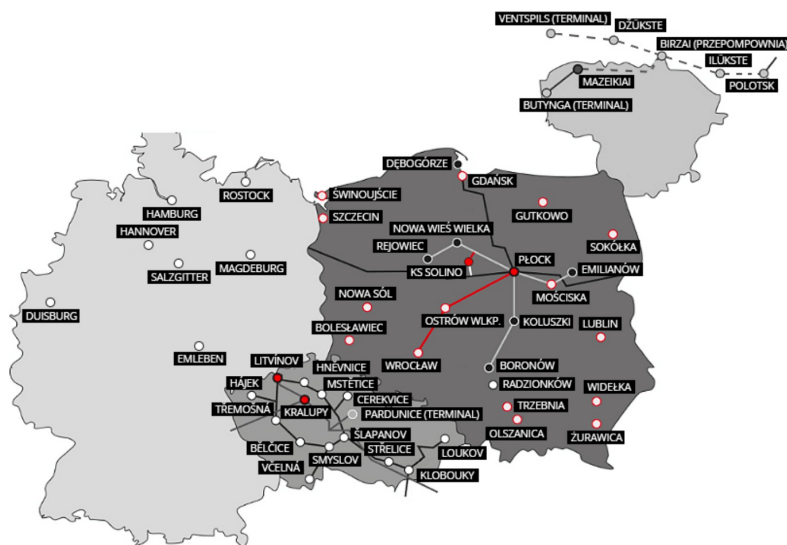 VENTSPILS (TERMINAL)
DŽŪKSTE
BIRZAI (PRZEPOMPOWNIA)
ILŪKSTE
POLOTSK
MAZEIKIAI
BUTYNGA (TERMINAL)
DĘBOGÓRZE
GDAŃSK
ROSTOCK
ŚWINOUJŚCIE
HAMBURG
GUTKOWO
SZCZECIN
HANNOVER
NOWA WIEŚ WIELKA
SOKÓŁKA
REJOWIEC
MAGDEBURG
PŁOCK
SALZGITTER
KS SOLINO
EMILIANÓW
MOŚCISKA
NOWA SÓL
DUISBURG
OSTRÓW WLKP.
KOLUSZKI
LUBLIN
BOLESŁAWIEC
EMLEBEN
LITVÍNOV
HNĚVNICE
WROCŁAW
BORONÓW
HÁJEK
MSTĚTICE
RADZIONKÓW
WIDEŁKA
CEREKVICE
TŘEMOŠNÁ
KRALUPY
PARDUNICE (TERMINAL)
TRZEBNIA
OLSZANICA
ŻURAWICA
ŠLAPANOV
BĚLČICE
STŘELICE
LOUKOV
VČELNÁ
SMYSLOV
KLOBOUKY